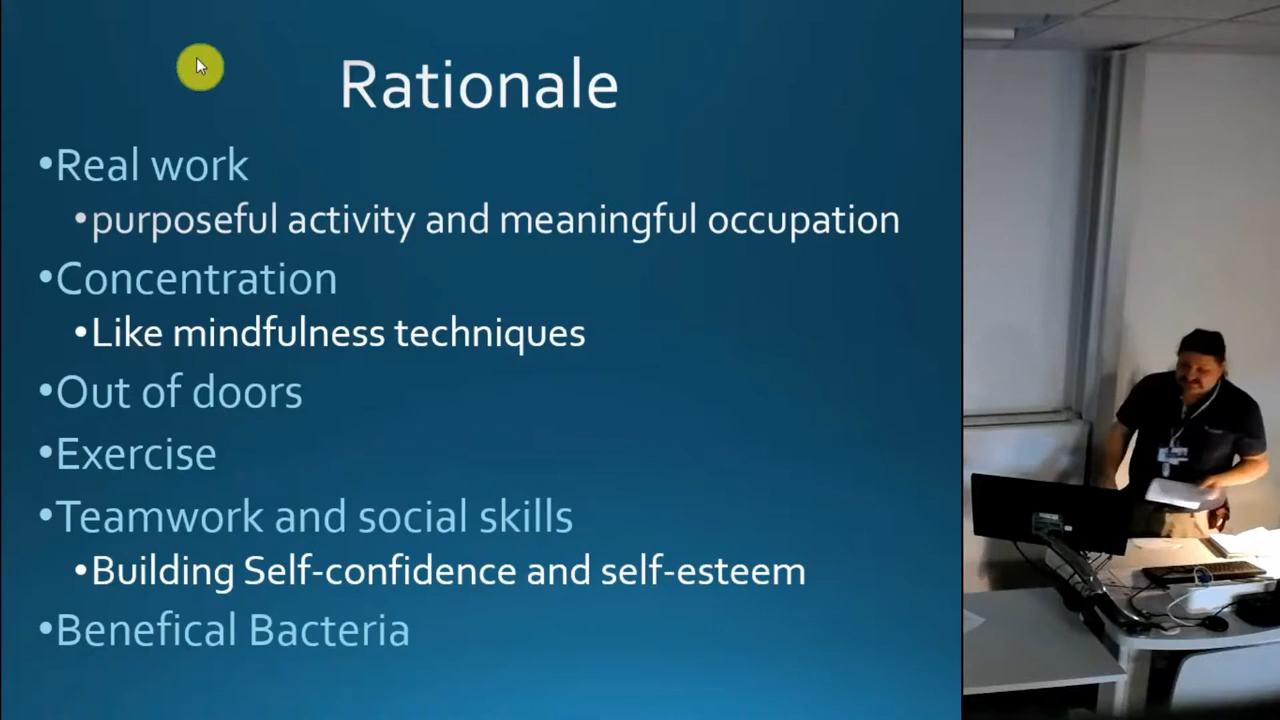 Rationale
•Real work
•purposeful activity and meaningful occupation
•Concentration
•Like mindfulness techniques
•Out of doors
•Exercise
•Teamwork and social skills
•Building Self-confidence and self-esteem
•Benefical Bacteria